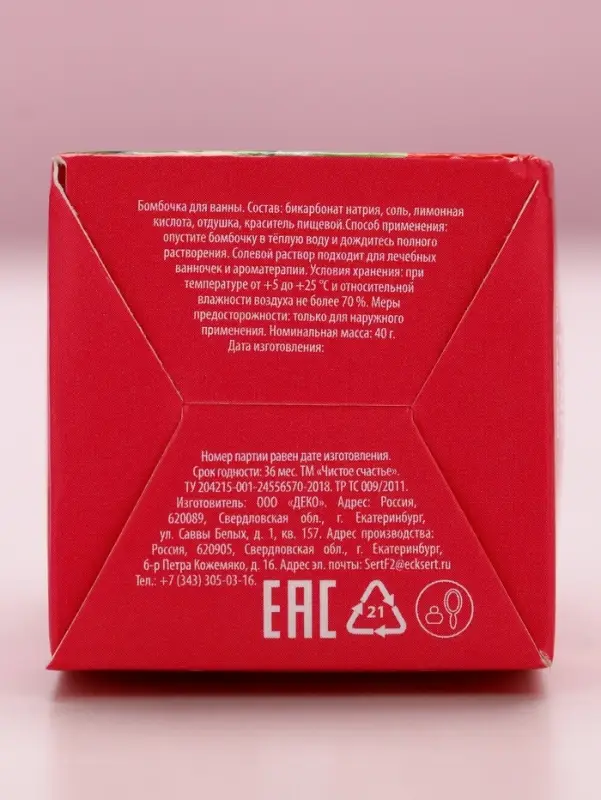 Бомбочка для ванны. Состав: бикарбонат натрия, соль, лимонная
кислота, отдушка, краситель пищевой.Способ применения:
опустите бомбочку в тёплую воду и дождитесь полного
растворения. Солевой раствор подходит для лечебных
ванночек и ароматерапии. Условия хранения: при
температуре от +5 до +25 °С и относительной
влажности воздуха не более 70 %. Меры
предосторожности: только для наружного
применения. Номинальная масса: 40 г.
Дата изготовления:
Номер партии равен дате изготовления.
Срок годности: 36 мес. ТМ «Чистое счастье».
ТУ 204215-001-24556570-2018. ТР ТС 009/2011.
Изготовитель: ООО «ДЕКО». Адрес: Россия,
620089, Свердловская обл., г. Екатеринбург,
ул. Саввы Белых, д. 1, кв. 157. Адрес производства:
Россия, 620905, Свердловская обл., г. Екатеринбург,
б-р Петра Кожемяко, д. 16. Адрес эл. почты: SertF2@ecksert.ru
Тел.: +7 (343) 305-03-16.
ЕАС 21